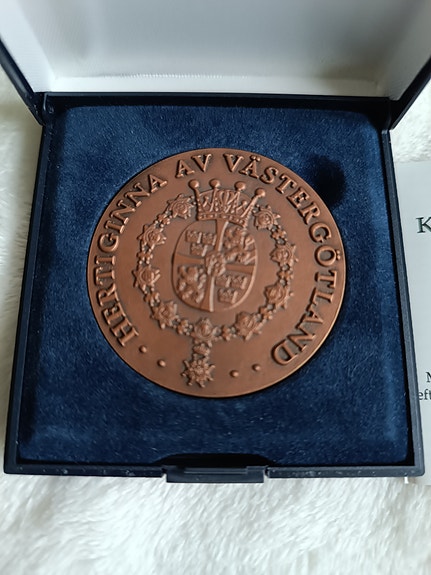 · HERTIGINNA AV VÄSTERGÖTLAND ·
K